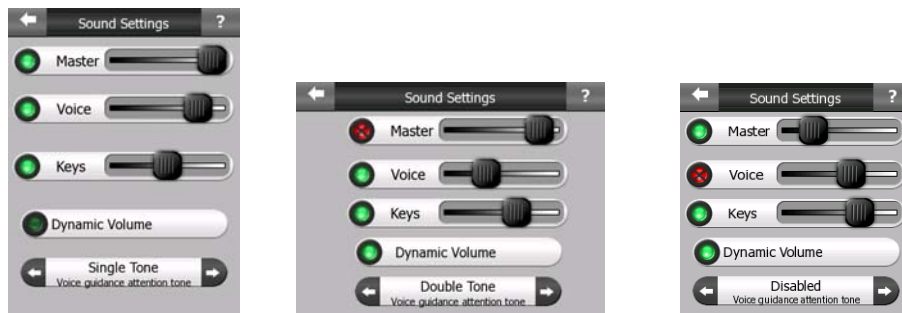 Sound Settings ?
Master
Voice
Keys
Dynamic Volume
Single Tone
Voice guidance attention tone
Sound Settings ?
Master
Voice
Keys
Dynamic Volume
Double Tone
Voice guidance attention tone
Sound Settings ?
Master
Voice
Keys
Dynamic Volume
Disabled
Voice guidance attention tone